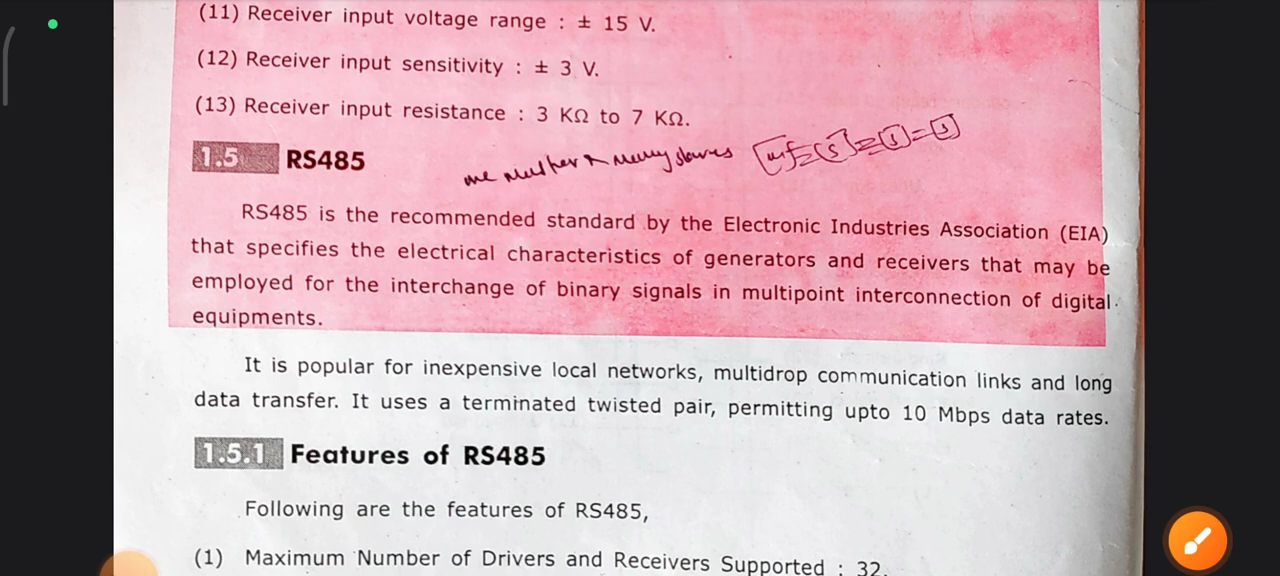 (11) Receiver input voltage range : ± 15 V.
(12) Receiver input sensitivity : ± 3 V.
(13) Receiver input resistance : 3 KΩ to 7 KΩ.
1.5 RS485
many slaves
RS485 is the recommended standard by the Electronic Industries Association (EIA)
that specifies the electrical characteristics of generators and receivers that may be
employed for the interchange of binary signals in multipoint interconnection of digital
equipments.
It is popular for inexpensive local networks, multidrop communication links and long
data transfer. It uses a terminated twisted pair, permitting upto 10 Mbps data rates.
1.5.1 Features of RS485
Following are the features of RS485,
(1) Maximum Number of Drivers and Receivers Supported : 32.